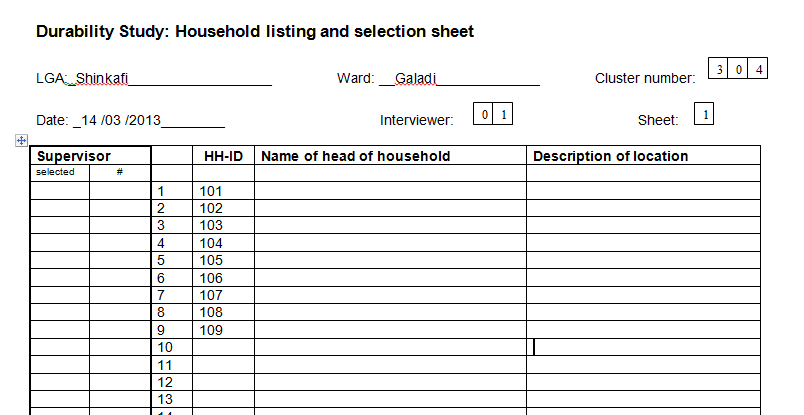 Durability Study: Household listing and selection sheet
LGA:_Shinkafi___________________ Ward: __Galadi______________ Cluster number: 3 0 4
Date: _14 /03 /2013________ Interviewer: 0 1 Sheet: 1
Supervisor HH-ID Name of head of household Description of location
selected #
1 101
2 102
3 103
4 104
5 105
6 106
7 107
8 108
9 109
10
11
12
13
14